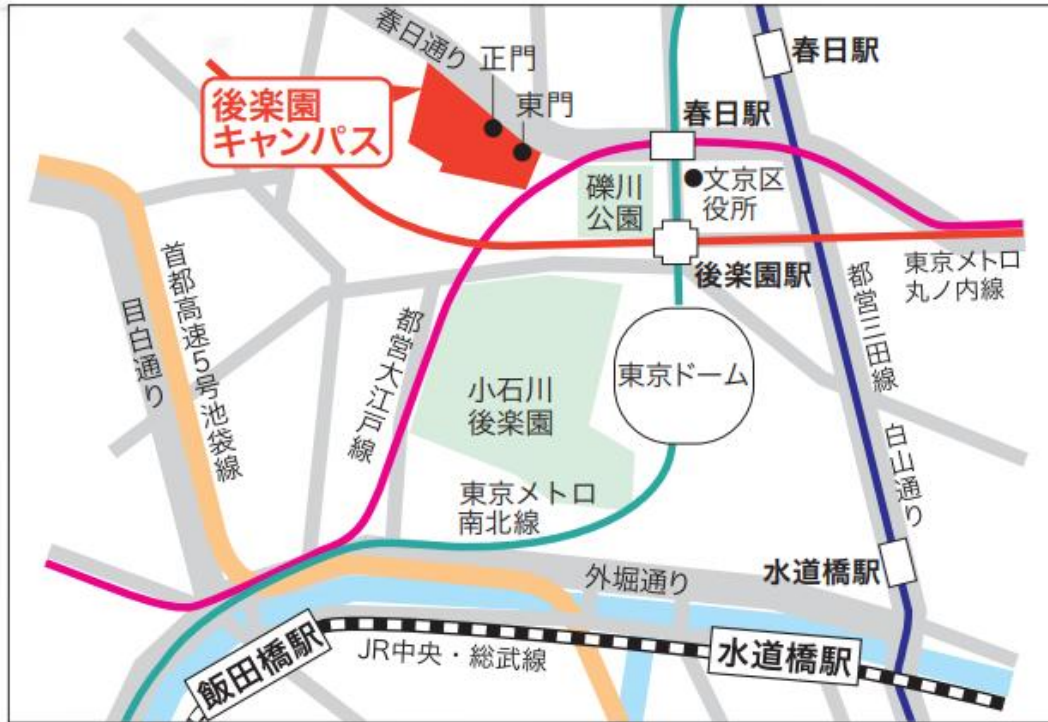 春日通り
正門
東門
後楽園
キャンパス
春日駅
春日駅
礫川
公園
文京区
役所
後楽園駅
東京メトロ
丸ノ内線
首都高速5号池袋線
目白通り
都営大江戸線
小石川
後楽園
東京ドーム
都営三田線
白山通り
東京メトロ
南北線
外堀通り
水道橋駅
飯田橋駅
JR中央・総武線
水道橋駅